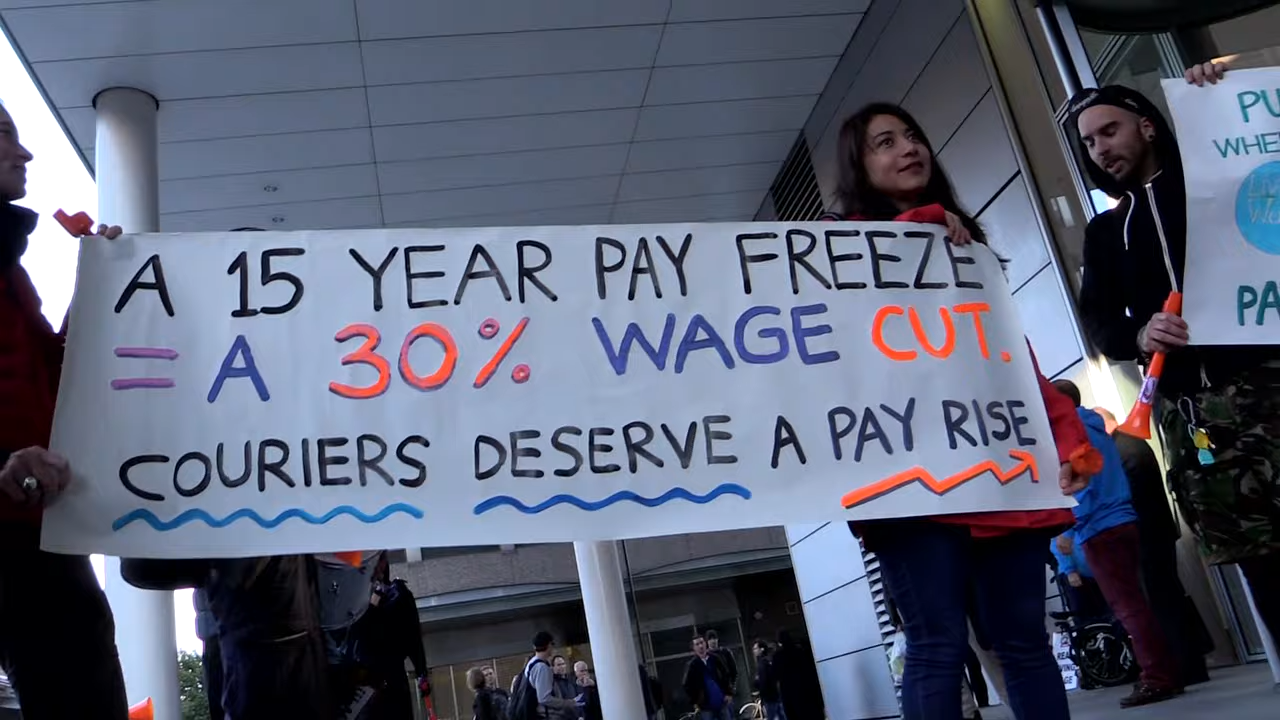 A 15 YEAR PAY FREEZE
= A 30% WAGE CUT.
COURIERS DESERVE A PAY RISE